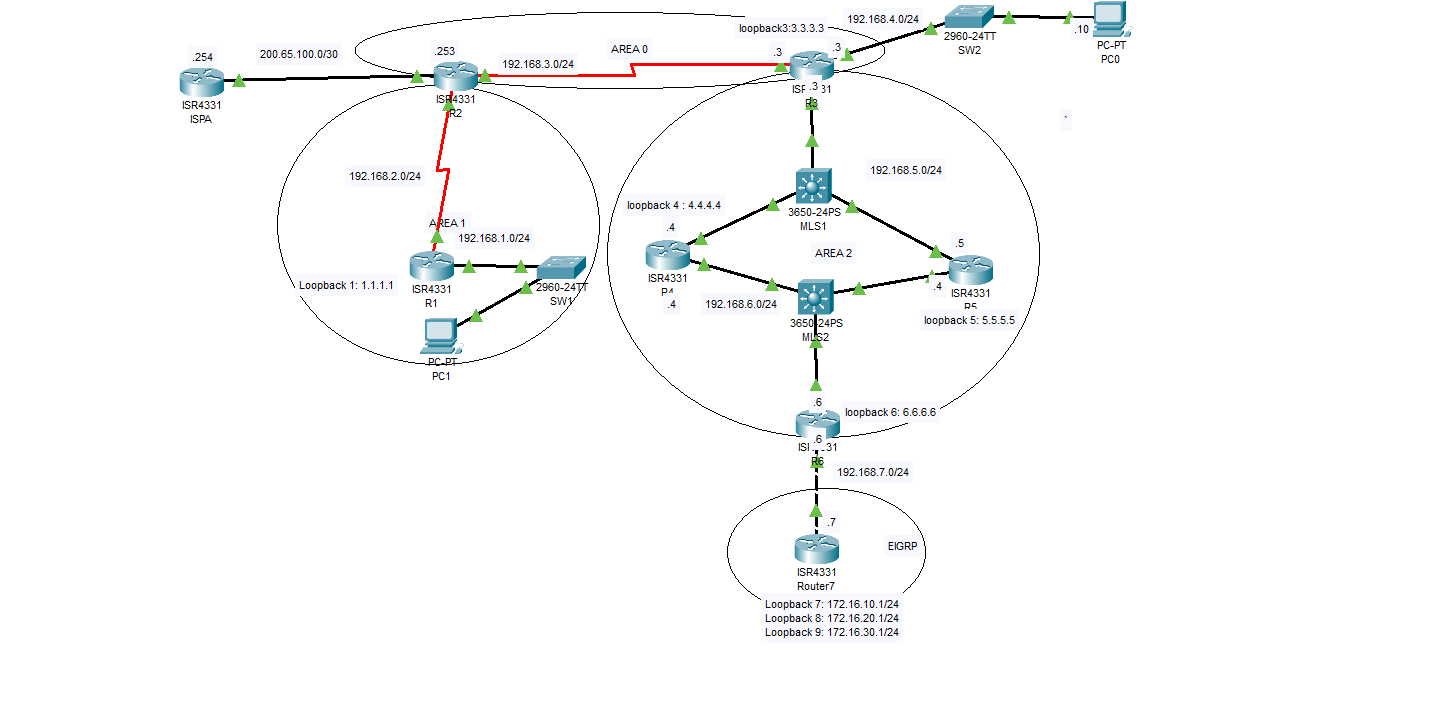 loopback3:3.3.3.3
192.168.4.0/24
2960-24TT
SW2
.10
PC-PT
PC0
.254
200.65.100.0/30
ISR4331
ISPA
.253
192.168.3.0/24
AREA 0
.3
.3
ISR4331
R2
.3
R3
192.168.2.0/24
192.168.5.0/24
loopback 4 : 4.4.4.4
3650-24PS
MLS1
.4
ISR4331
.4
AREA 2
.5
ISR4331
R5
.4
loopback 5: 5.5.5.5
192.168.6.0/24
3650-24PS
MLS2
AREA 1
192.168.1.0/24
Loopback 1: 1.1.1.1
ISR4331
R1
2960-24TT
SW1
PC-PT
PC1
.6
loopback 6: 6.6.6.6
.6
R6
192.168.7.0/24
.7
EIGRP
ISR4331
Router7
Loopback 7: 172.16.10.1/24
Loopback 8: 172.16.20.1/24
Loopback 9: 172.16.30.1/24